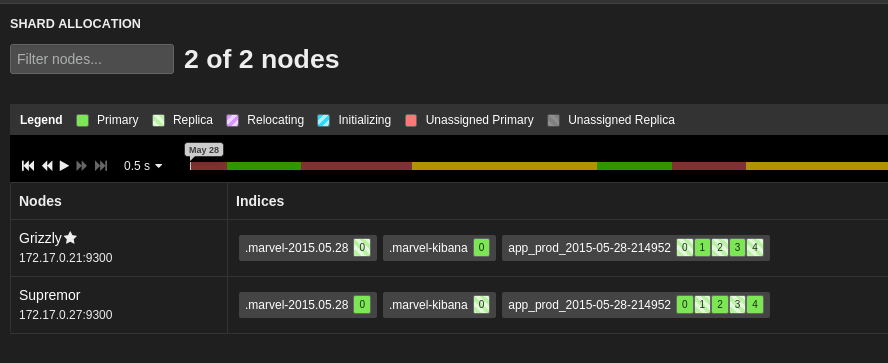 SHARD ALLOCATION
Filter nodes... 2 of 2 nodes
Legend Primary Replica Relocating Initializing Unassigned Primary Unassigned Replica
May 28
0.5 s
Nodes Indices
Grizzly .marvel-2015.05.28 0 .marvel-kibana 0 app_prod_2015-05-28-214952 0 1 2 3 4
172.17.0.21:9300
Supremor .marvel-2015.05.28 0 .marvel-kibana 0 app_prod_2015-05-28-214952 0 1 2 3 4
172.17.0.27:9300